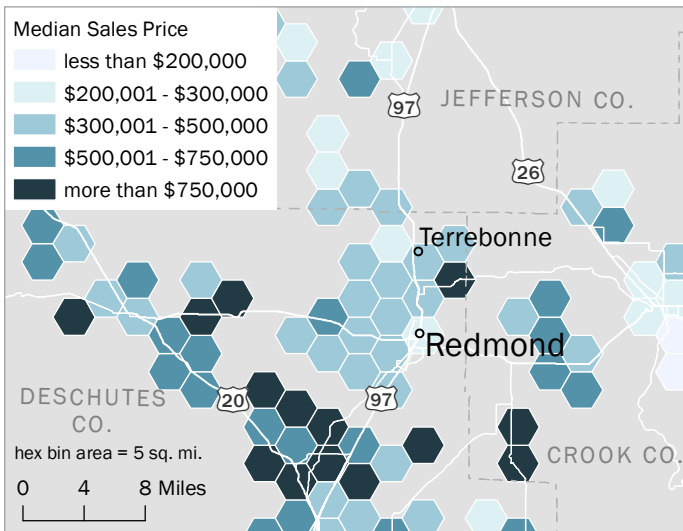 Median Sales Price
less than $200,000
$200,001 - $300,000
$300,001 - $500,000
$500,001 - $750,000
more than $750,000
97
JEFFERSON CO.
26
Terrebonne
Redmond
DESCHUTES
CO.
20
97
hex bin area = 5 sq. mi.
CROOK CO.
0 4 8 Miles